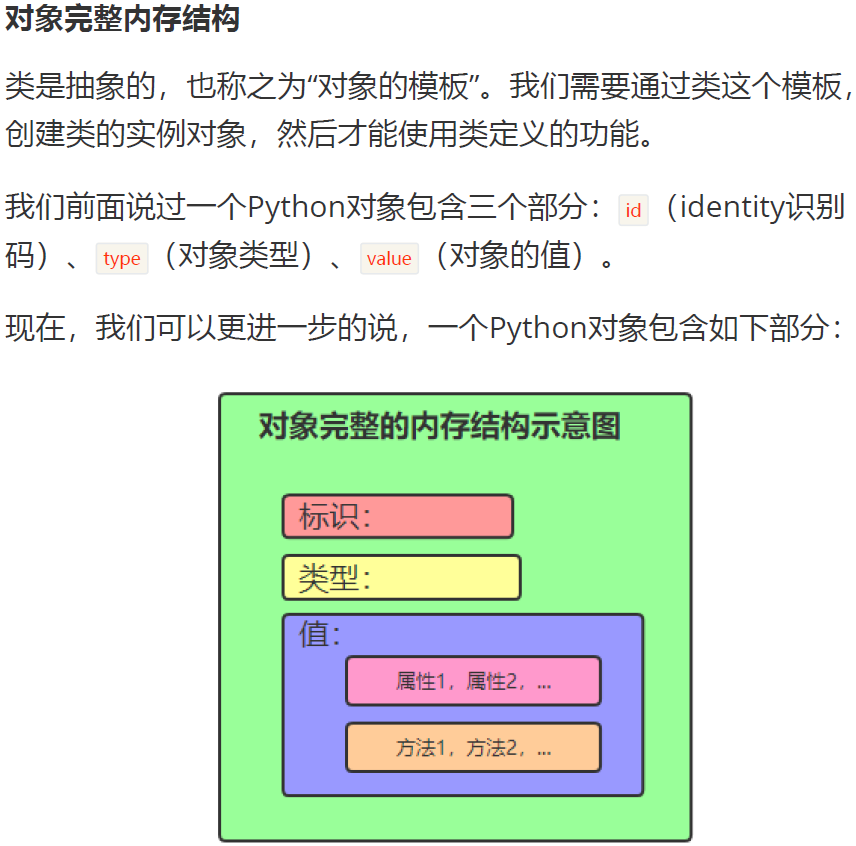 对象完整内存结构
类是抽象的，也称之为“对象的模板”。我们需要通过类这个模板，
创建类的实例对象，然后才能使用类定义的功能。
我们前面说过一个Python对象包含三个部分：id（identity识别
码）、type（对象类型）、value（对象的值）。
现在，我们可以更进一步的说，一个Python对象包含如下部分：
对象完整的内存结构示意图
标识：
类型：
值：
属性1，属性2，...
方法1，方法2，...